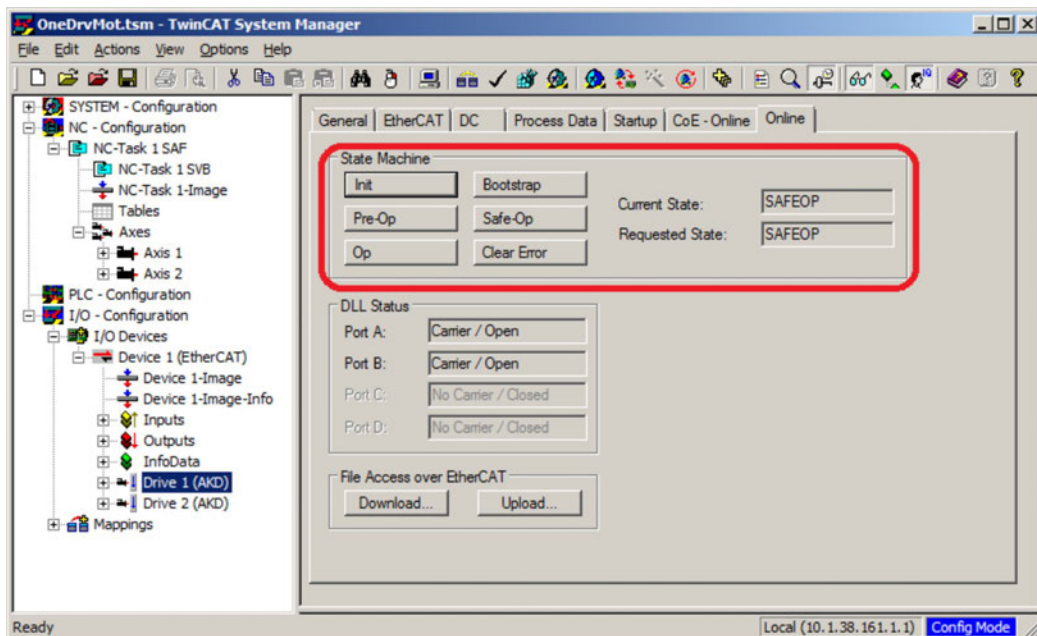 OneDrvMot.tsm - TwinCAT System Manager
File Edit Actions View Options Help
SYSTEM - Configuration
NC - Configuration
NC-Task 1 SAF
NC-Task 1 SVB
NC-Task 1-Image
Tables
Axes
Axis 1
Axis 2
PLC - Configuration
I/O - Configuration
I/O Devices
Device 1 (EtherCAT)
Device 1-Image
Device 1-Image-Info
Inputs
Outputs
InfoData
Drive 1 (AKD)
Drive 2 (AKD)
Mappings
General EtherCAT DC Process Data Startup CoE - Online Online
State Machine
Init Bootstrap
Pre-Op Safe-Op
Op Clear Error
Current State: SAFEOP
Requested State: SAFEOP
DLL Status
Port A: Carrier / Open
Port B: Carrier / Open
Port C: No Carrier / Closed
Port D: No Carrier / Closed
File Access over EtherCAT
Download... Upload...
Ready Local (10.1.38.161.1.1) Config Mode